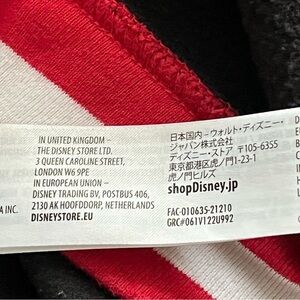 IN UNITED KINGDOM –
THE DISNEY STORE LTD.
3 QUEEN CAROLINE STREET,
LONDON W6 9PE
IN EUROPEAN UNION –
DISNEY TRADING BV, POSTBUS 406,
2130 AK HOOFDDORP, NETHERLANDS
DISNEYSTORE.EU
日本国内 – ウォルト・ディズニー・
ジャパン株式会社
ディズニー・ストア 〒105-6355
東京都港区虎ノ門1-23-1
虎ノ門ヒルズ
shopDisney.jp
FAC-010635-21210
GRC#061V122U992
A INC.